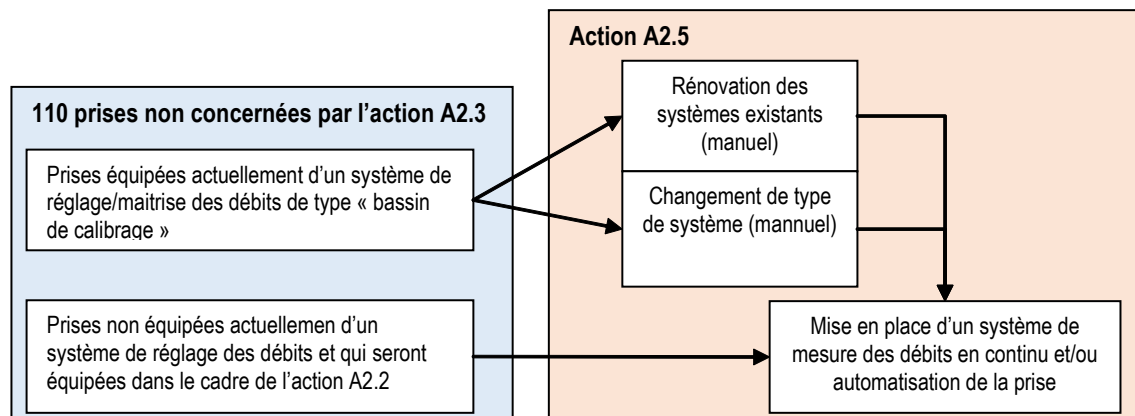 Action A2.5
110 prises non concernées par l’action A2.3
Rénovation des
systèmes existants
(manuel)
Prises équipées actuellement d’un système de
réglage/maitrise des débits de type « bassin
de calibrage »
Changement de type
de système (mannuel)
Prises non équipées actuellemen d’un
système de réglage des débits et qui seront
équipées dans le cadre de l’action A2.2
Mise en place d’un système de
mesure des débits en continu et/ou
automatisation de la prise